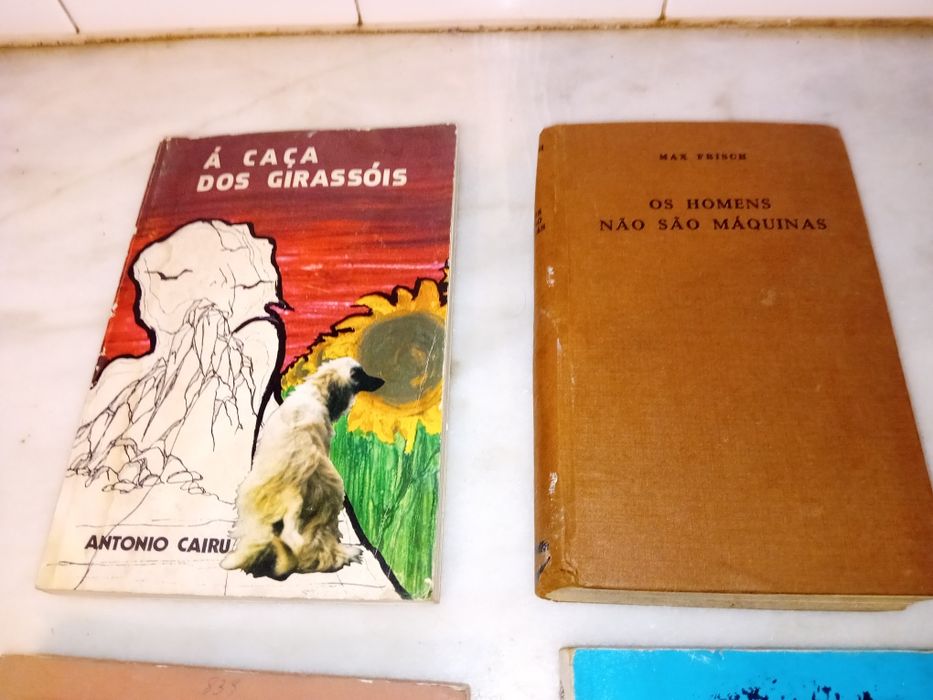 Á CAÇA
DOS GIRASSÓIS
ANTONIO CAIRU
MAX FRISCH
OS HOMENS
NÃO SÃO MÁQUINAS